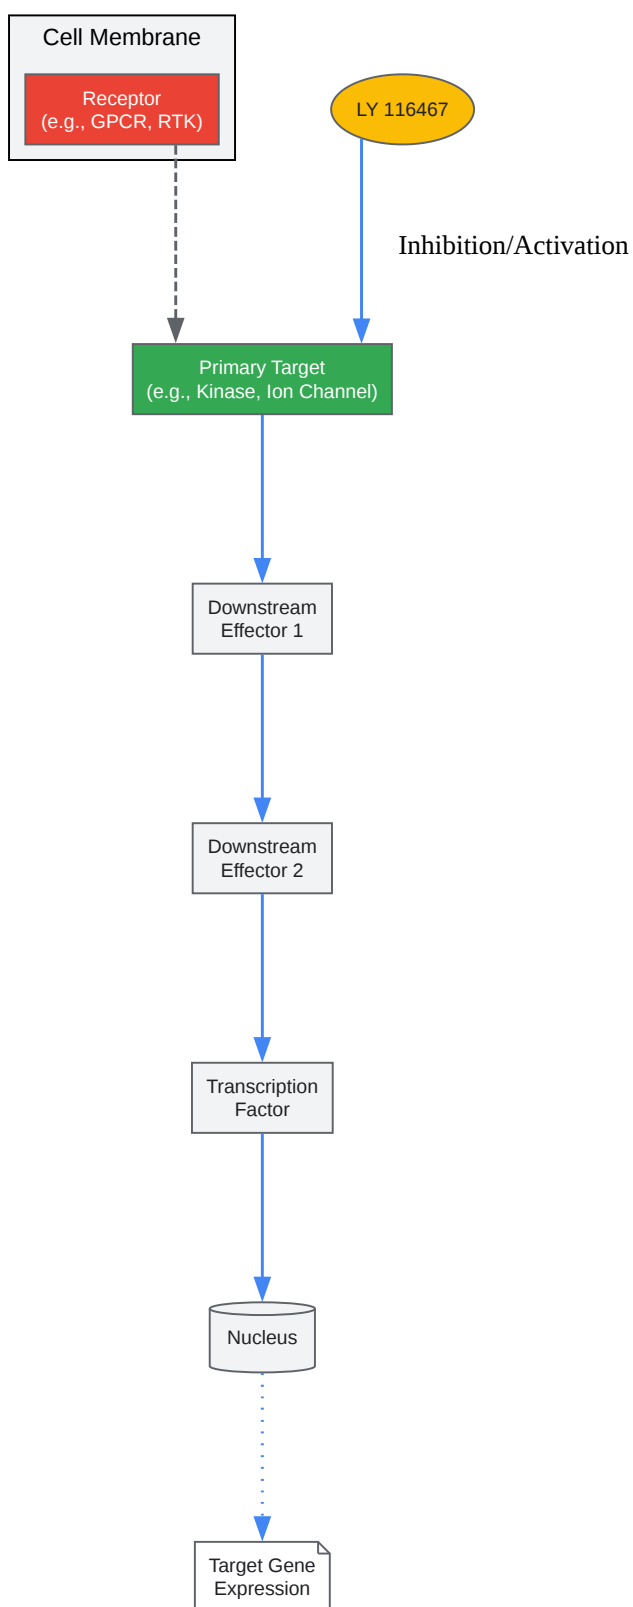 Cell Membrane
Receptor
(e.g., GPCR, RTK)
LY 116467
Inhibition/Activation
Primary Target
(e.g., Kinase, Ion Channel)
Downstream
Effector 1
Downstream
Effector 2
Transcription
Factor
Nucleus
Target Gene
Expression